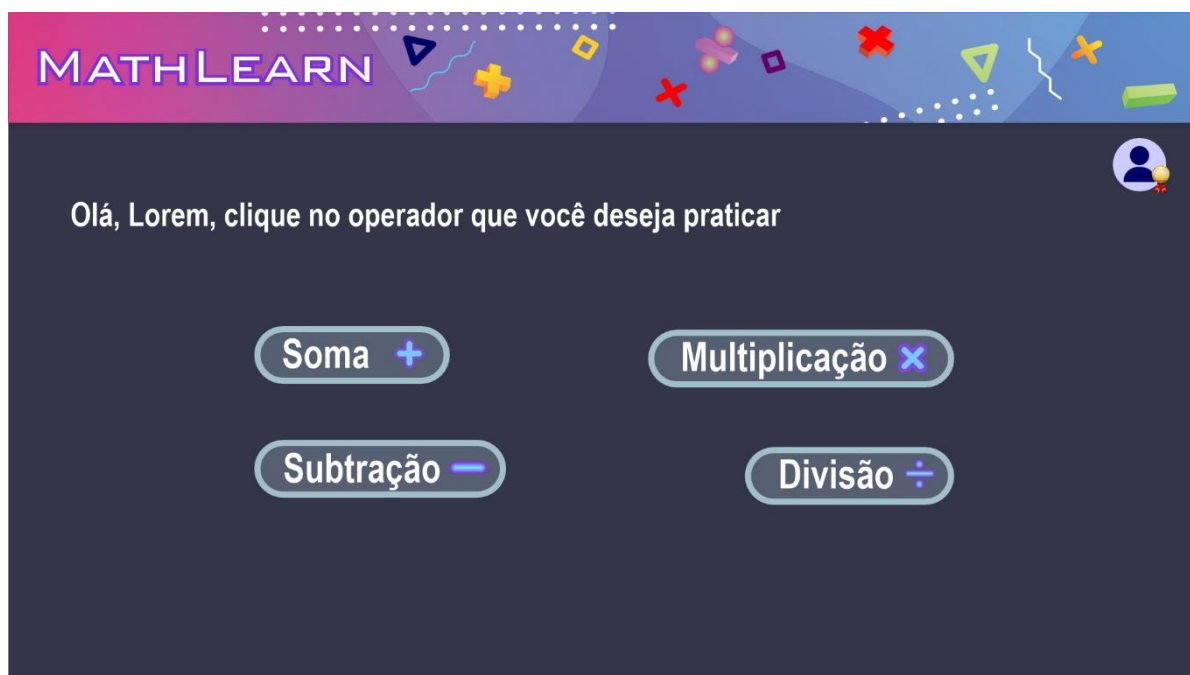 MATHLEARN
Olá, Lorem, clique no operador que você deseja praticar
Soma +
Multiplicação ×
Subtração −
Divisão ÷